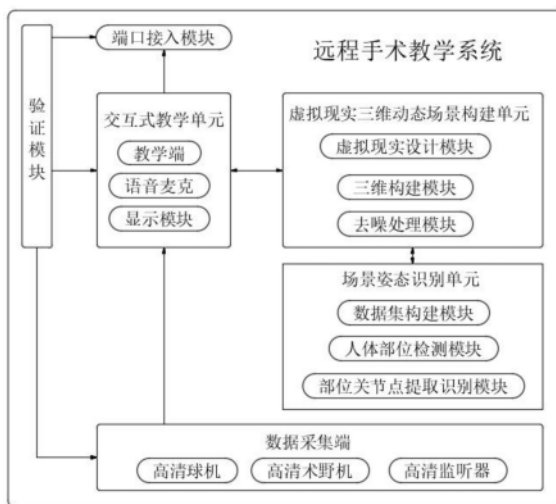 远程手术教学系统
端口接入模块
验证模块
交互式教学单元
教学端
语音麦克
显示模块
虚拟现实三维动态场景构建单元
虚拟现实设计模块
三维构建模块
去噪处理模块
场景姿态识别单元
数据集构建模块
人体部位检测模块
部位关节点提取识别模块
数据采集端
高清球机
高清术野机
高清监听器